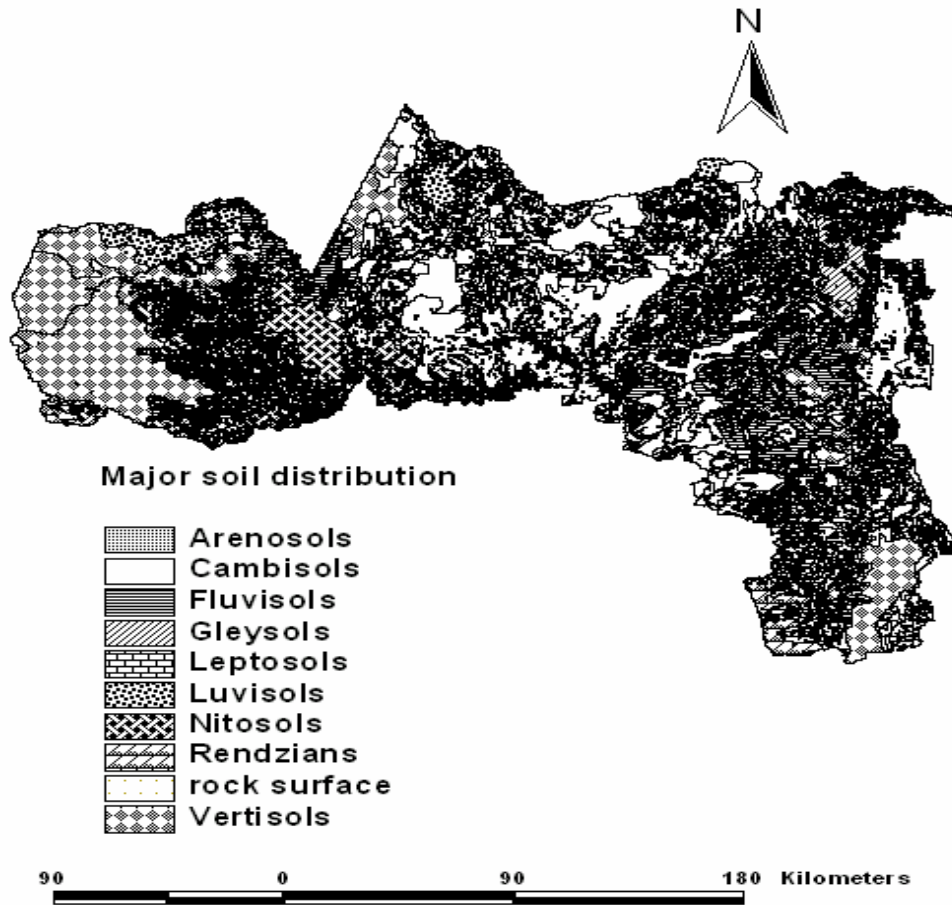 N
Major soil distribution
Arenosols
Cambisols
Fluvisols
Gleysols
Leptosols
Luvisols
Nitosols
Rendzians
rock surface
Vertisols
90 0 90 180 Kilometers